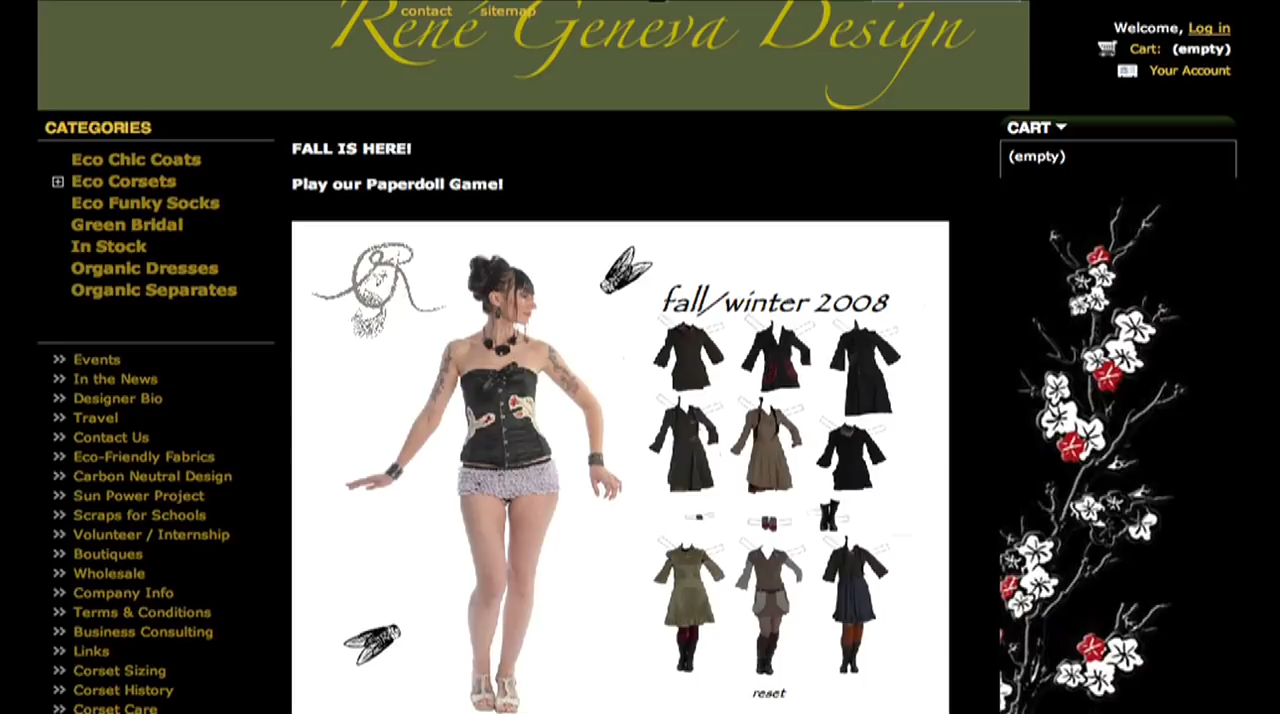 contact sitemap
René Geneva Design
Welcome, Log in
Cart: (empty)
Your Account
CATEGORIES
Eco Chic Coats
Eco Corsets
Eco Funky Socks
Green Bridal
In Stock
Organic Dresses
Organic Separates
>> Events
>> In the News
>> Designer Bio
>> Travel
>> Contact Us
>> Eco-Friendly Fabrics
>> Carbon Neutral Design
>> Sun Power Project
>> Scraps for Schools
>> Volunteer / Internship
>> Boutiques
>> Wholesale
>> Company Info
>> Terms & Conditions
>> Business Consulting
>> Links
>> Corset Sizing
>> Corset History
>> Corset Care
FALL IS HERE!
Play our Paperdoll Game!
fall/winter 2008
reset
CART
(empty)